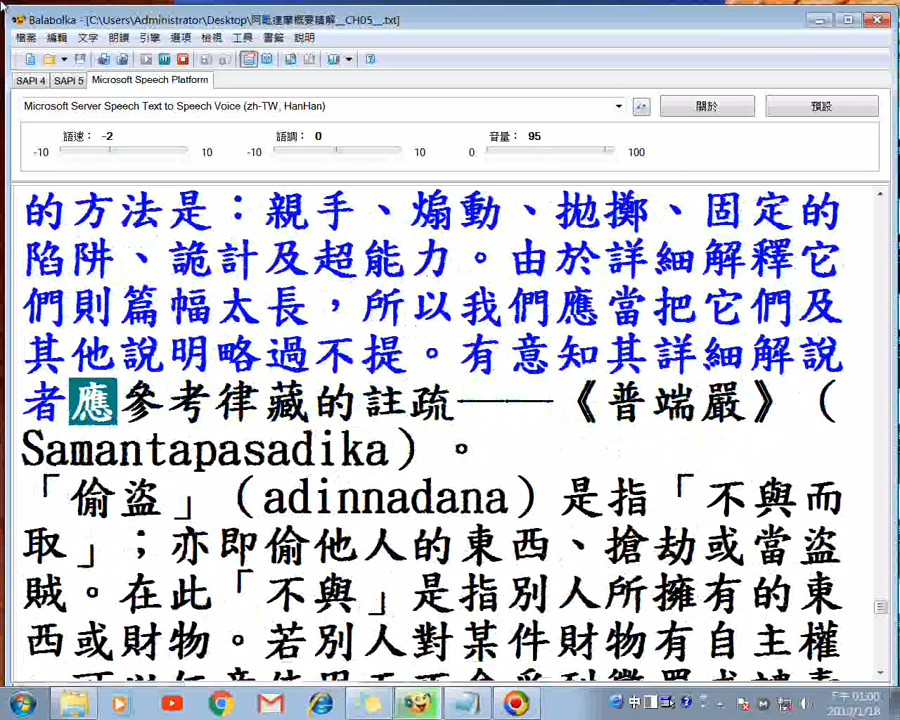 Balabolka - [C:\Users\Administrator\Desktop\阿毗達摩概要精解__CH05__.txt]
檔案 編輯 文字 朗讀 引擎 選項 檢視 工具 書籤 說明
SAPI 4 SAPI 5 Microsoft Speech Platform
Microsoft Server Speech Text to Speech Voice (zh-TW, HanHan) 關於 預設
語速： -2 語調： 0 音量： 95
-10 10 -10 10 0 100
的方法是：親手、煽動、拋擲、固定的
陷阱、詭計及超能力。由於詳細解釋它
們則篇幅太長，所以我們應當把它們及
其他說明略過不提。有意知其詳細解說
者應參考律藏的註疏——《普端嚴》（
Samantapasadika）。
「偷盜」（adinnadana）是指「不與而
取」；亦即偷他人的東西、搶劫或當盜
賊。在此「不與」是指別人所擁有的東
西或財物。若別人對某件財物有自主權
中
下午 01:00
2019/1/18